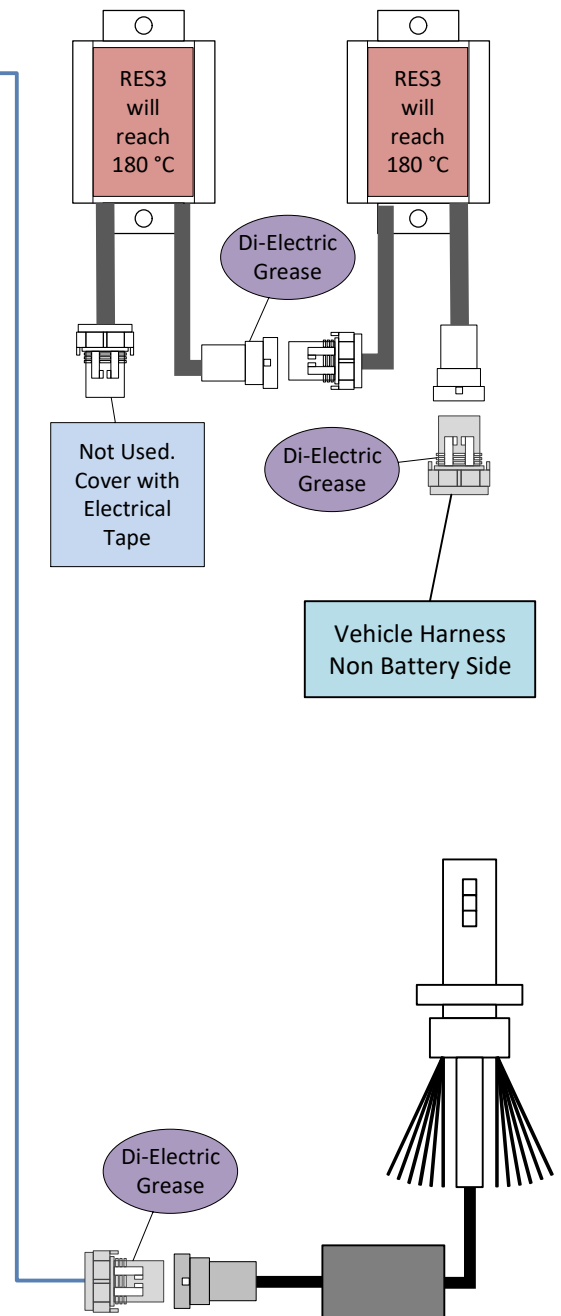 RES3
will
reach
180 °C
RES3
will
reach
180 °C
Di-Electric
Grease
Not Used.
Cover with
Electrical
Tape
Di-Electric
Grease
Vehicle Harness
Non Battery Side
Di-Electric
Grease